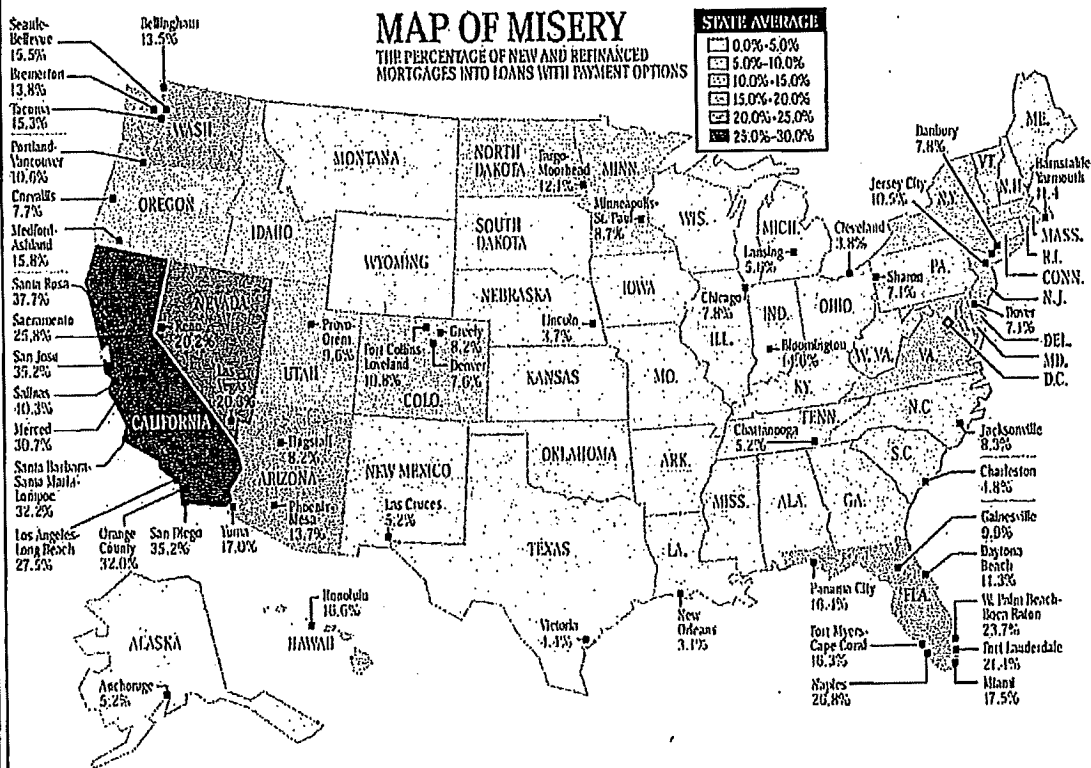 MAP OF MISERY
THE PERCENTAGE OF NEW AND REFINANCED
MORTGAGES INTO LOANS WITH PAYMENT OPTIONS
STATE AVERAGE
0.0%-5.0%
5.0%-10.0%
10.0%-15.0%
15.0%-20.0%
20.0%-25.0%
25.0%-30.0%
Seattle-
Bellevue
15.5%
Bellingham
13.5%
Bremerton
13.8%
Tacoma
15.3%
Portland-
Vancouver
10.6%
Corvallis
7.7%
Medford-
Ashland
15.8%
Santa Rosa
37.7%
Sacramento
25.8%
San Jose
35.2%
Salinas
40.3%
Merced
30.7%
Santa Barbara-
Santa Maria-
Lompoc
32.2%
Los Angeles-
Long Beach
27.5%
Orange
County
32.0%
San Diego
35.2%
Yuma
17.0%
WASH
OREGON
IDAHO
MONTANA
WYOMING
NEVADA
Reno
20.2%
Las
Vegas
CALIFORNIA
UTAH
Provo-
Orem
9.6%
ARIZONA
Flagstaff
8.2%
Phoenix-
Mesa
13.7%
Fort Collins-
Loveland
10.8%
Greely
8.2%
Denver
7.6%
COLO.
NEW MEXICO
Las Cruces
5.2%
NORTH
DAKOTA
Fargo-
Moorhead
12.1%
SOUTH
DAKOTA
NEBRASKA
Lincoln
3.7%
KANSAS
OKLAHOMA
TEXAS
Victoria
4.4%
MINN.
Minneapolis-
St. Paul
8.7%
IOWA
MO.
ARK.
LA.
New
Orleans
3.1%
WIS.
Chicago
7.8%
ILL.
MICH.
Lansing
IND.
Bloomington
OHIO
Cleveland
3.8%
KY.
TENN.
Chattanooga
5.2%
MISS.
ALA.
GA.
W. VA.
VA.
N.C.
S.C.
PA.
Sharon
7.1%
N.Y.
VT.
N.H.
ME.
Danbury
7.8%
Jersey City
10.5%
Barnstable
Yarmouth
11.4
MASS.
R.I.
CONN.
N.J.
Dover
7.1%
DEL.
MD.
D.C.
Jacksonville
8.3%
Charleston
4.8%
Gainesville
Daytona
Beach
11.3%
FLA.
W. Palm Beach-
Boca Raton
23.7%
Fort Lauderdale
21.4%
Miami
17.5%
Panama City
16.4%
Fort Myers-
Cape Coral
16.3%
Naples
26.8%
ALASKA
Anchorage
5.2%
Honolulu
16.6%
HAWAII